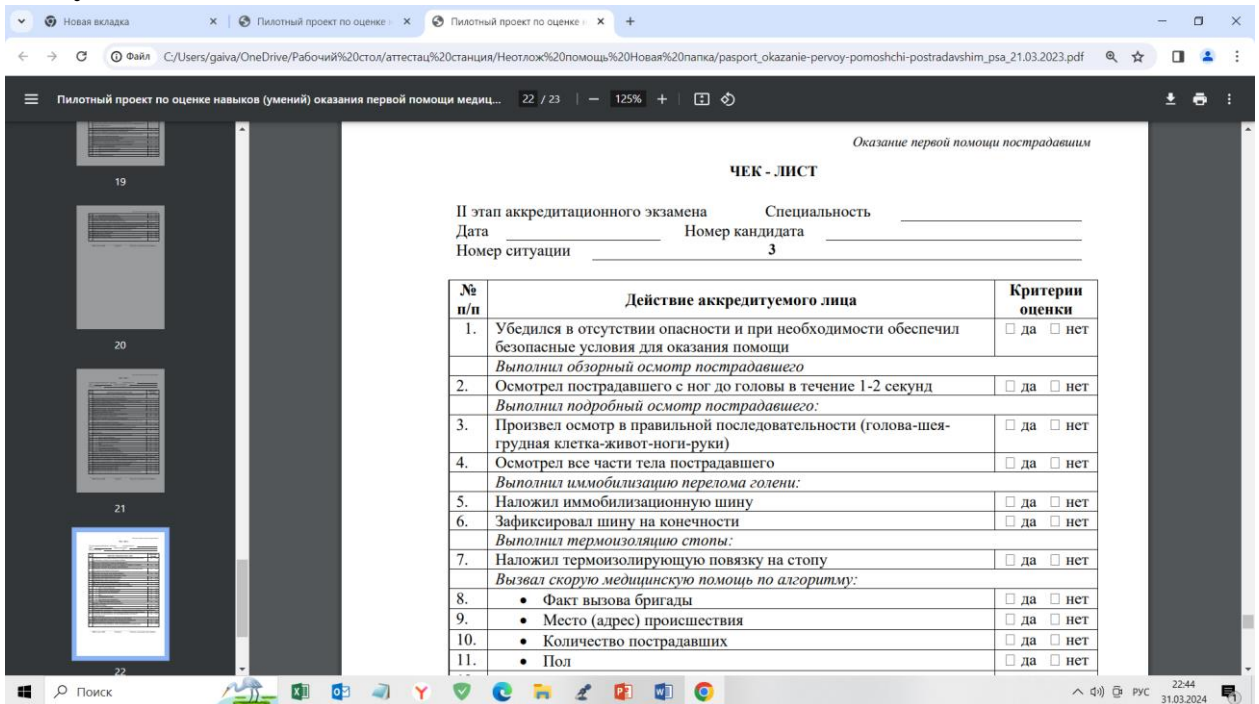 Новая вкладка
Пилотный проект по оценке н
Пилотный проект по оценке н
Файл C:/Users/gaiva/OneDrive/Рабочий%20стол/аттестац%20станция/Неотлож%20помощь%20Новая%20папка/pasport_okazanie-pervoy-pomoshchi-postradavshim_psa_21.03.2023.pdf
Пилотный проект по оценке навыков (умений) оказания первой помощи медиц... 22 / 23 | — 125% +
19
20
21
22
Оказание первой помощи пострадавшим
ЧЕК - ЛИСТ
II этап аккредитационного экзамена Специальность
Дата Номер кандидата
Номер ситуации 3
№ п/п Действие аккредитуемого лица Критерии оценки
1. Убедился в отсутствии опасности и при необходимости обеспечил □ да □ нет
безопасные условия для оказания помощи
Выполнил обзорный осмотр пострадавшего
2. Осмотрел пострадавшего с ног до головы в течение 1-2 секунд □ да □ нет
Выполнил подробный осмотр пострадавшего:
3. Произвел осмотр в правильной последовательности (голова-шея- □ да □ нет
грудная клетка-живот-ноги-руки)
4. Осмотрел все части тела пострадавшего □ да □ нет
Выполнил иммобилизацию перелома голени:
5. Наложил иммобилизационную шину □ да □ нет
6. Зафиксировал шину на конечности □ да □ нет
Выполнил термоизоляцию стопы:
7. Наложил термоизолирующую повязку на стопу □ да □ нет
Вызвал скорую медицинскую помощь по алгоритму:
8. • Факт вызова бригады □ да □ нет
9. • Место (адрес) происшествия □ да □ нет
10. • Количество пострадавших □ да □ нет
11. • Пол □ да □ нет
Поиск
РУС
22:44
31.03.2024